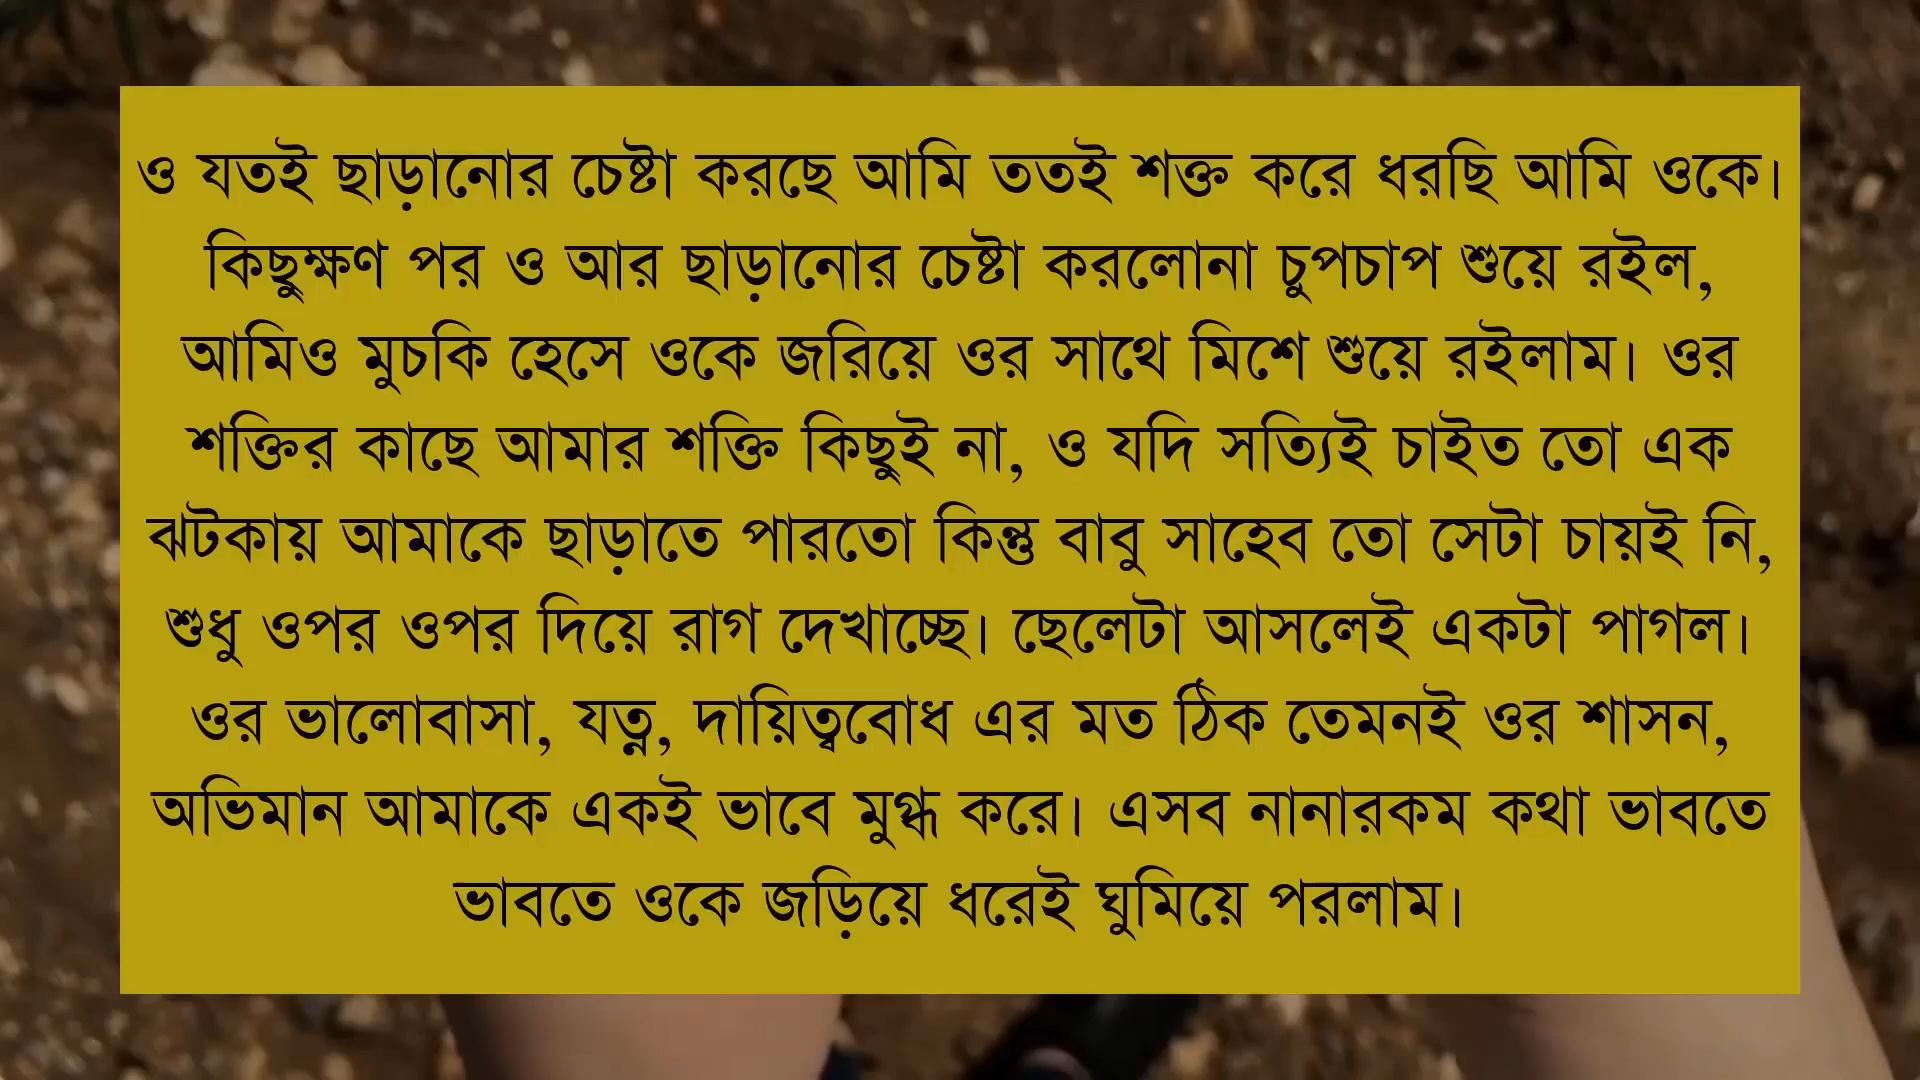 ও যতই ছাড়ানোর চেষ্টা করছে আমি ততই শক্ত করে ধরছি আমি ওকে।
কিছুক্ষণ পর ও আর ছাড়ানোর চেষ্টা করলোনা চুপচাপ শুয়ে রইল,
আমিও মুচকি হেসে ওকে জরিয়ে ওর সাথে মিশে শুয়ে রইলাম। ওর
শক্তির কাছে আমার শক্তি কিছুই না, ও যদি সত্যিই চাইত তো এক
ঝটকায় আমাকে ছাড়াতে পারতো কিন্তু বাবু সাহেব তো সেটা চায়ই নি,
শুধু ওপর ওপর দিয়ে রাগ দেখাচ্ছে। ছেলেটা আসলেই একটা পাগল।
ওর ভালোবাসা, যত্ন, দায়িত্ববোধ এর মত ঠিক তেমনই ওর শাসন,
অভিমান আমাকে একই ভাবে মুগ্ধ করে। এসব নানারকম কথা ভাবতে
ভাবতে ওকে জড়িয়ে ধরেই ঘুমিয়ে পরলাম।